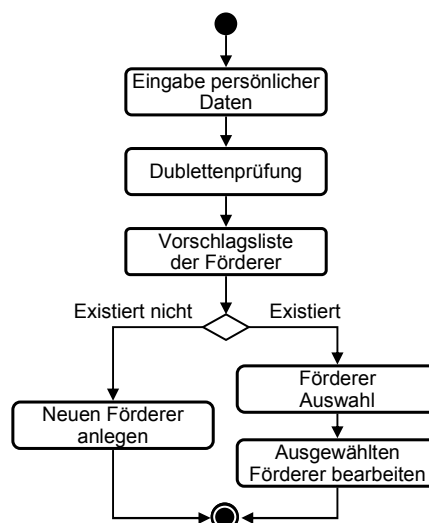 Eingabe persönlicher
Daten
Dublettenprüfung
Vorschlagsliste
der Förderer
Existiert nicht
Existiert
Förderer
Auswahl
Neuen Förderer
anlegen
Ausgewählten
Förderer bearbeiten